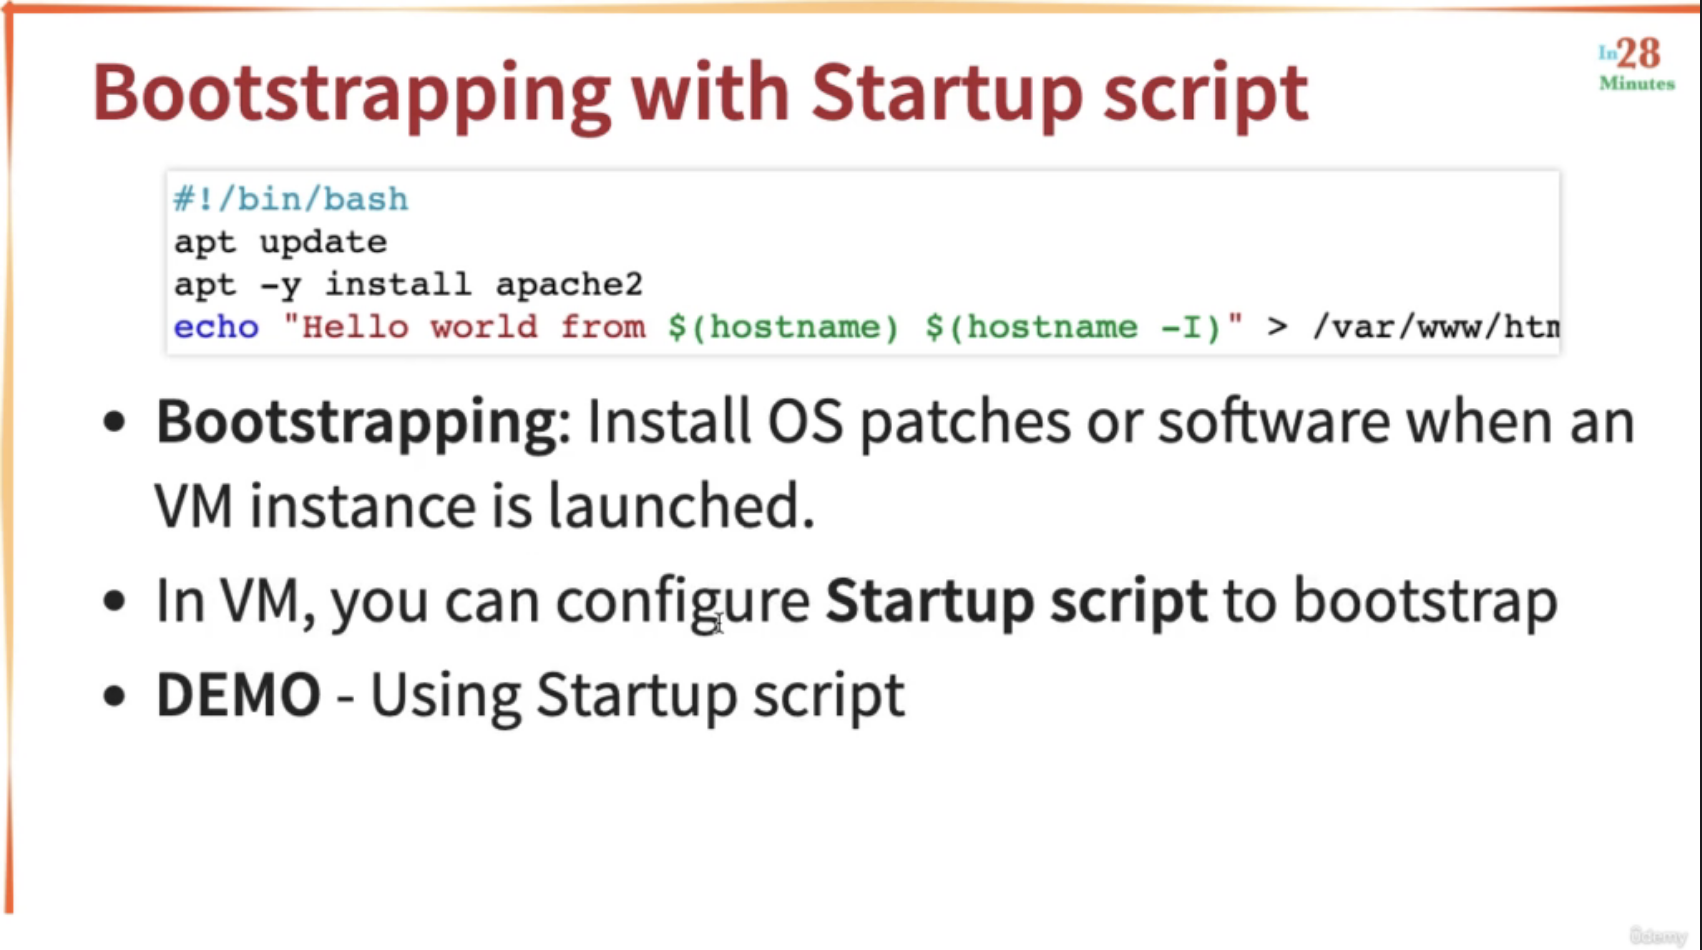 Bootstrapping with Startup script
In28
Minutes
#!/bin/bash
apt update
apt -y install apache2
echo "Hello world from $(hostname) $(hostname -I)" > /var/www/htm
• Bootstrapping: Install OS patches or software when an
VM instance is launched.
• In VM, you can configure Startup script to bootstrap
• DEMO - Using Startup script
Udemy